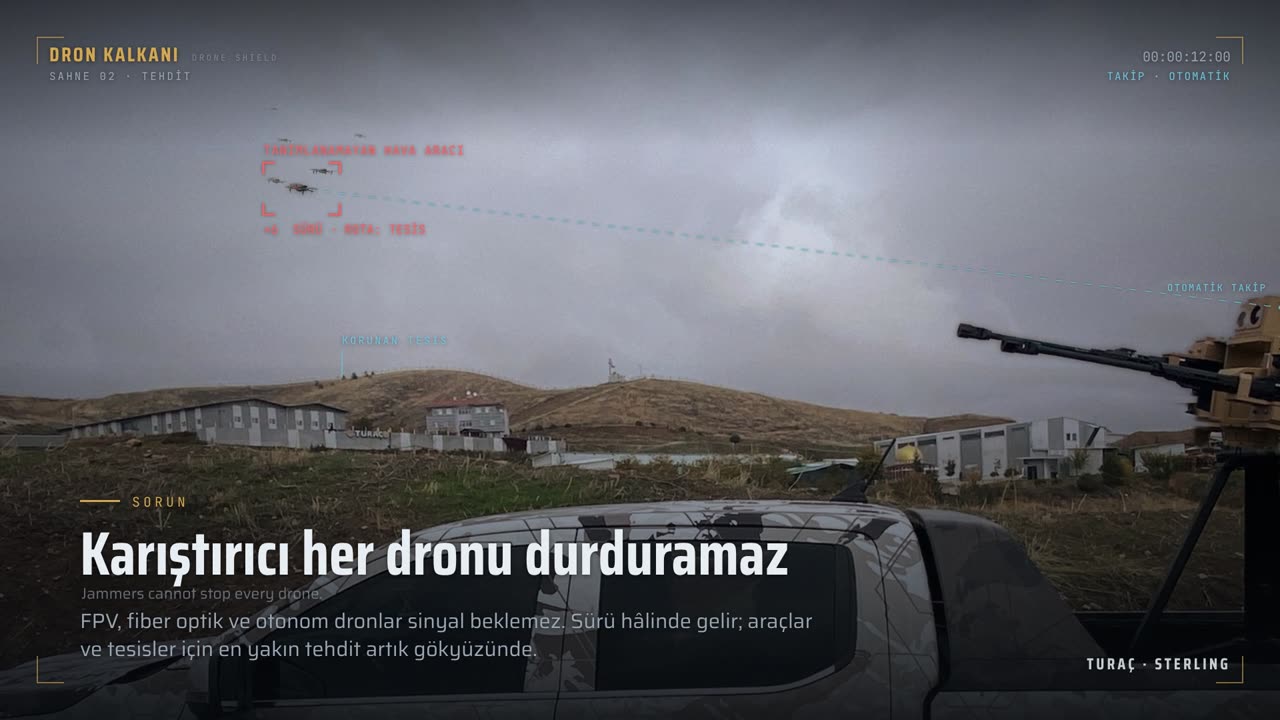 DRON KALKANI DRONE SHIELD
SAHNE 02 · TEHDİT
00:00:12:00
TAKİP · OTOMATİK
HAVA ARACI
SÜRÜ · ROTA: TESİS
OTOMATİK TAKİP
KORUNAN TESİS
TURAÇ
SORUN
Karıştırıcı her dronu durduramaz
Jammers cannot stop every drone.
FPV, fiber optik ve otonom dronlar sinyal beklemez. Sürü hâlinde gelir; araçlar
ve tesisler için en yakın tehdit artık gökyüzünde.
TURAÇ · STERLING